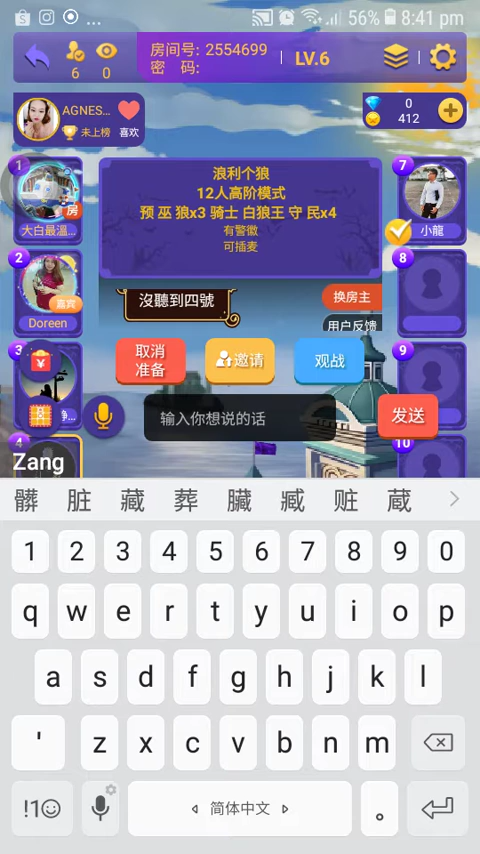 ... 56% 8:41 pm
6 0
房间号: 2554699
密 码:
LV.6
AGNES...
未上榜 喜欢
0
412
1
房
大白最溫...
浪利个狼
12人高阶模式
预 巫 狼x3 骑士 白狼王 守 民x4
有警徽
可插麦
7
小龍
2
嘉宾
Doreen
8
沒聽到四號
换房主
用户反馈
3
9
取消
准备
邀请
观战
输入你想说的话
发送
4
10
Zang
髒 脏 藏 葬 臟 臧 赃 蔵
1 2 3 4 5 6 7 8 9 0
q w e r t y u i o p
a s d f g h j k l
' z x c v b n m
!1☺ 简体中文 。